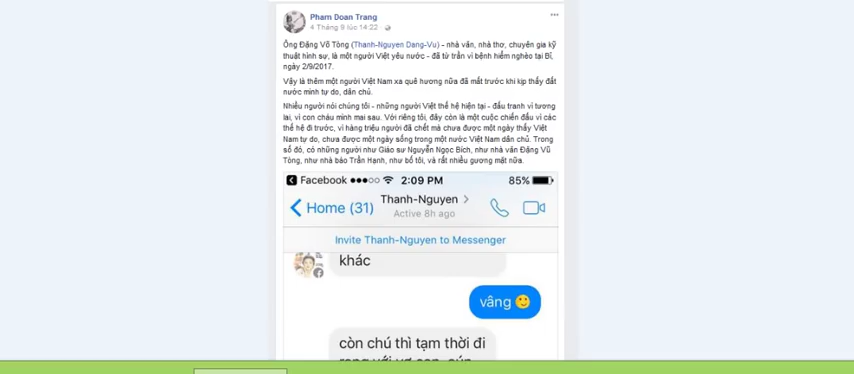 Pham Doan Trang
4 Tháng 9 lúc 14:22
Ông Đặng Vũ Tòng (Thanh-Nguyen Dang-Vu) - nhà văn, nhà thơ, chuyên gia kỹ
thuật hình sự, là một người Việt yêu nước - đã từ trần vì bệnh hiểm nghèo tại Bỉ,
ngày 2/9/2017.
Vậy là thêm một người Việt Nam xa quê hương nữa đã mất trước khi kịp thấy đất
nước mình tự do, dân chủ.
Nhiều người nói chúng tôi - những người Việt thế hệ hiện tại - đấu tranh vì tương
lai, vì con cháu mình mai sau. Với riêng tôi, đây còn là một cuộc chiến đấu vì các
thế hệ đi trước, vì hàng triệu người đã chết mà chưa được một ngày thấy Việt
Nam tự do, chưa được một ngày sống trong một nước Việt Nam dân chủ. Trong
số đó, có những người như Giáo sư Nguyễn Ngọc Bích, như nhà văn Đặng Vũ
Tòng, như nhà báo Trần Hạnh, như bố tôi, và rất nhiều gương mặt nữa.
Facebook 2:09 PM 85%
Home (31) Thanh-Nguyen
Active 8h ago
Invite Thanh-Nguyen to Messenger
khác
vâng 🙂
còn chú thì tạm thời đi